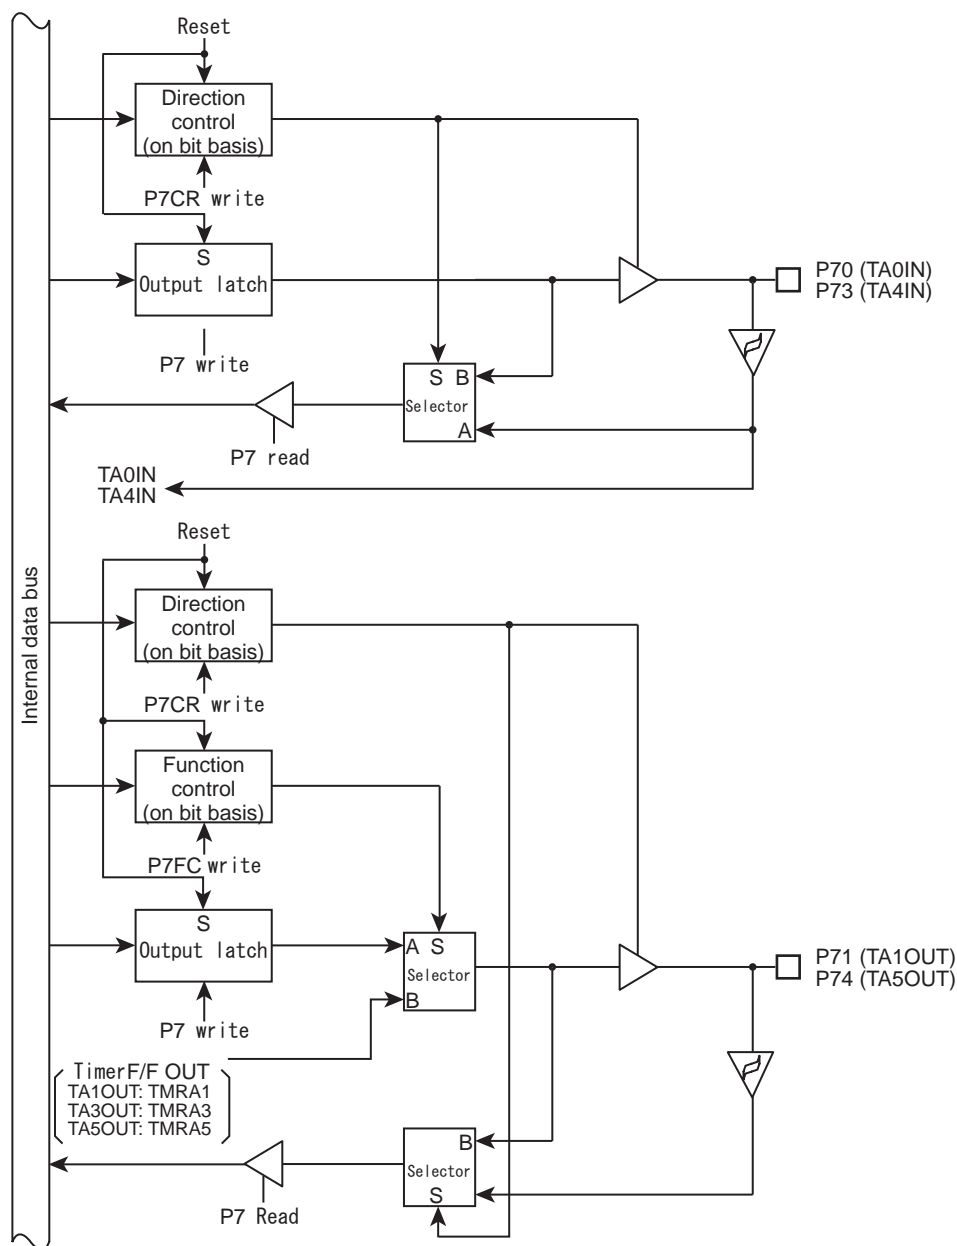 Reset
Direction
control
(on bit basis)
P7CR write
S
Output latch
P7 write
P70 (TA0IN)
P73 (TA4IN)
S B
Selector
A
P7 read
TA0IN
TA4IN
Internal data bus
Reset
Direction
control
(on bit basis)
P7CR write
Function
control
(on bit basis)
P7FC write
S
Output latch
P7 write
A S
Selector
B
P71 (TA1OUT)
P74 (TA5OUT)
TimerF/F OUT
TA1OUT: TMRA1
TA3OUT: TMRA3
TA5OUT: TMRA5
B
Selector
S
P7 Read